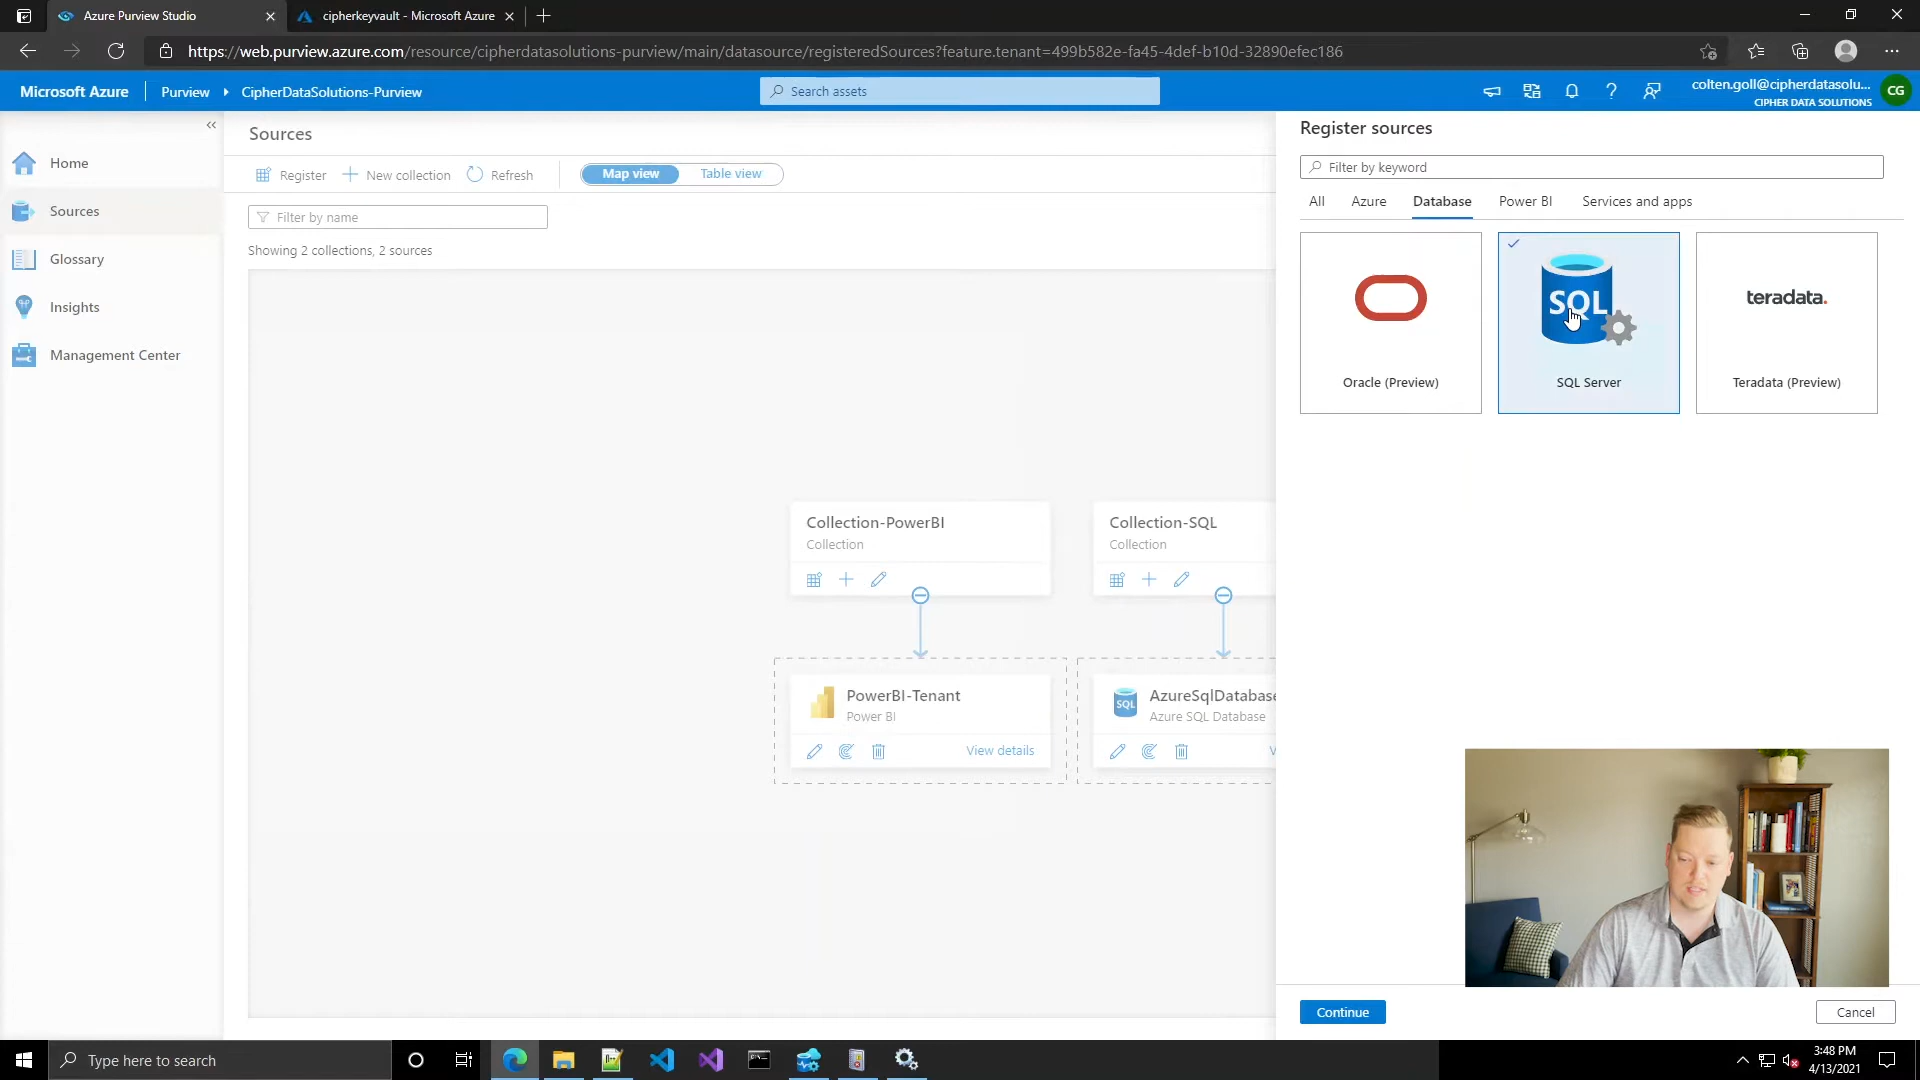 Azure Purview Studio
cipherkeyvault - Microsoft Azure
https://web.purview.azure.com/resource/cipherdatasolutions-purview/main/datasource/registeredSources?feature.tenant=499b582e-fa45-4def-b10d-32890efec186
Microsoft Azure
Purview
CipherDataSolutions-Purview
Search assets
colten.goll@cipherdatasolu...
CIPHER DATA SOLUTIONS
CG
Home
Sources
Glossary
Insights
Management Center
Sources
Register
New collection
Refresh
Map view
Table view
Filter by name
Showing 2 collections, 2 sources
Collection-PowerBI
Collection
Collection-SQL
Collection
PowerBI-Tenant
Power BI
View details
SQL
AzureSqlDatabase
Azure SQL Database
V
Register sources
Filter by keyword
All
Azure
Database
Power BI
Services and apps
Oracle (Preview)
SQL
SQL Server
teradata.
Teradata (Preview)
Continue
Cancel
Type here to search
3:48 PM
4/13/2021